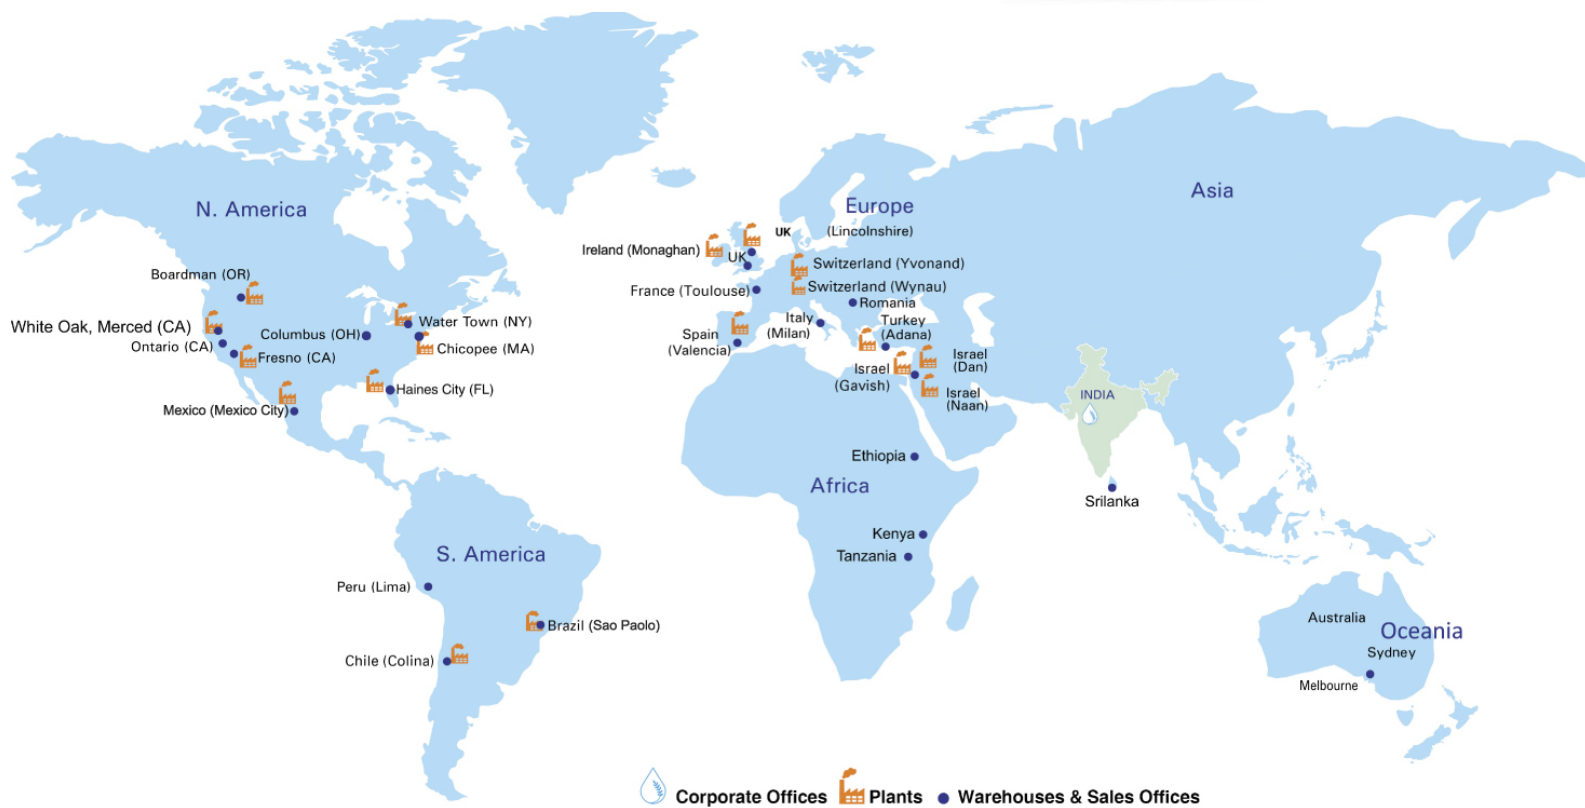 N. America
Europe
Asia
UK
(Lincolnshire)
Ireland (Monaghan)
UK
Boardman (OR)
Switzerland (Yvonand)
Switzerland (Wynau)
France (Toulouse)
Romania
White Oak, Merced (CA)
Columbus (OH)
Water Town (NY)
Ontario (CA)
Fresno (CA)
Chicopee (MA)
Spain
(Valencia)
Italy
(Milan)
Turkey
(Adana)
Israel
(Gavish)
Israel
(Dan)
Israel
(Naan)
Haines City (FL)
Mexico (Mexico City)
INDIA
Ethiopia
Africa
Srilanka
Kenya
Tanzania
S. America
Peru (Lima)
Brazil (Sao Paolo)
Chile (Colina)
Australia
Oceania
Sydney
Melbourne
Corporate Offices Plants Warehouses & Sales Offices